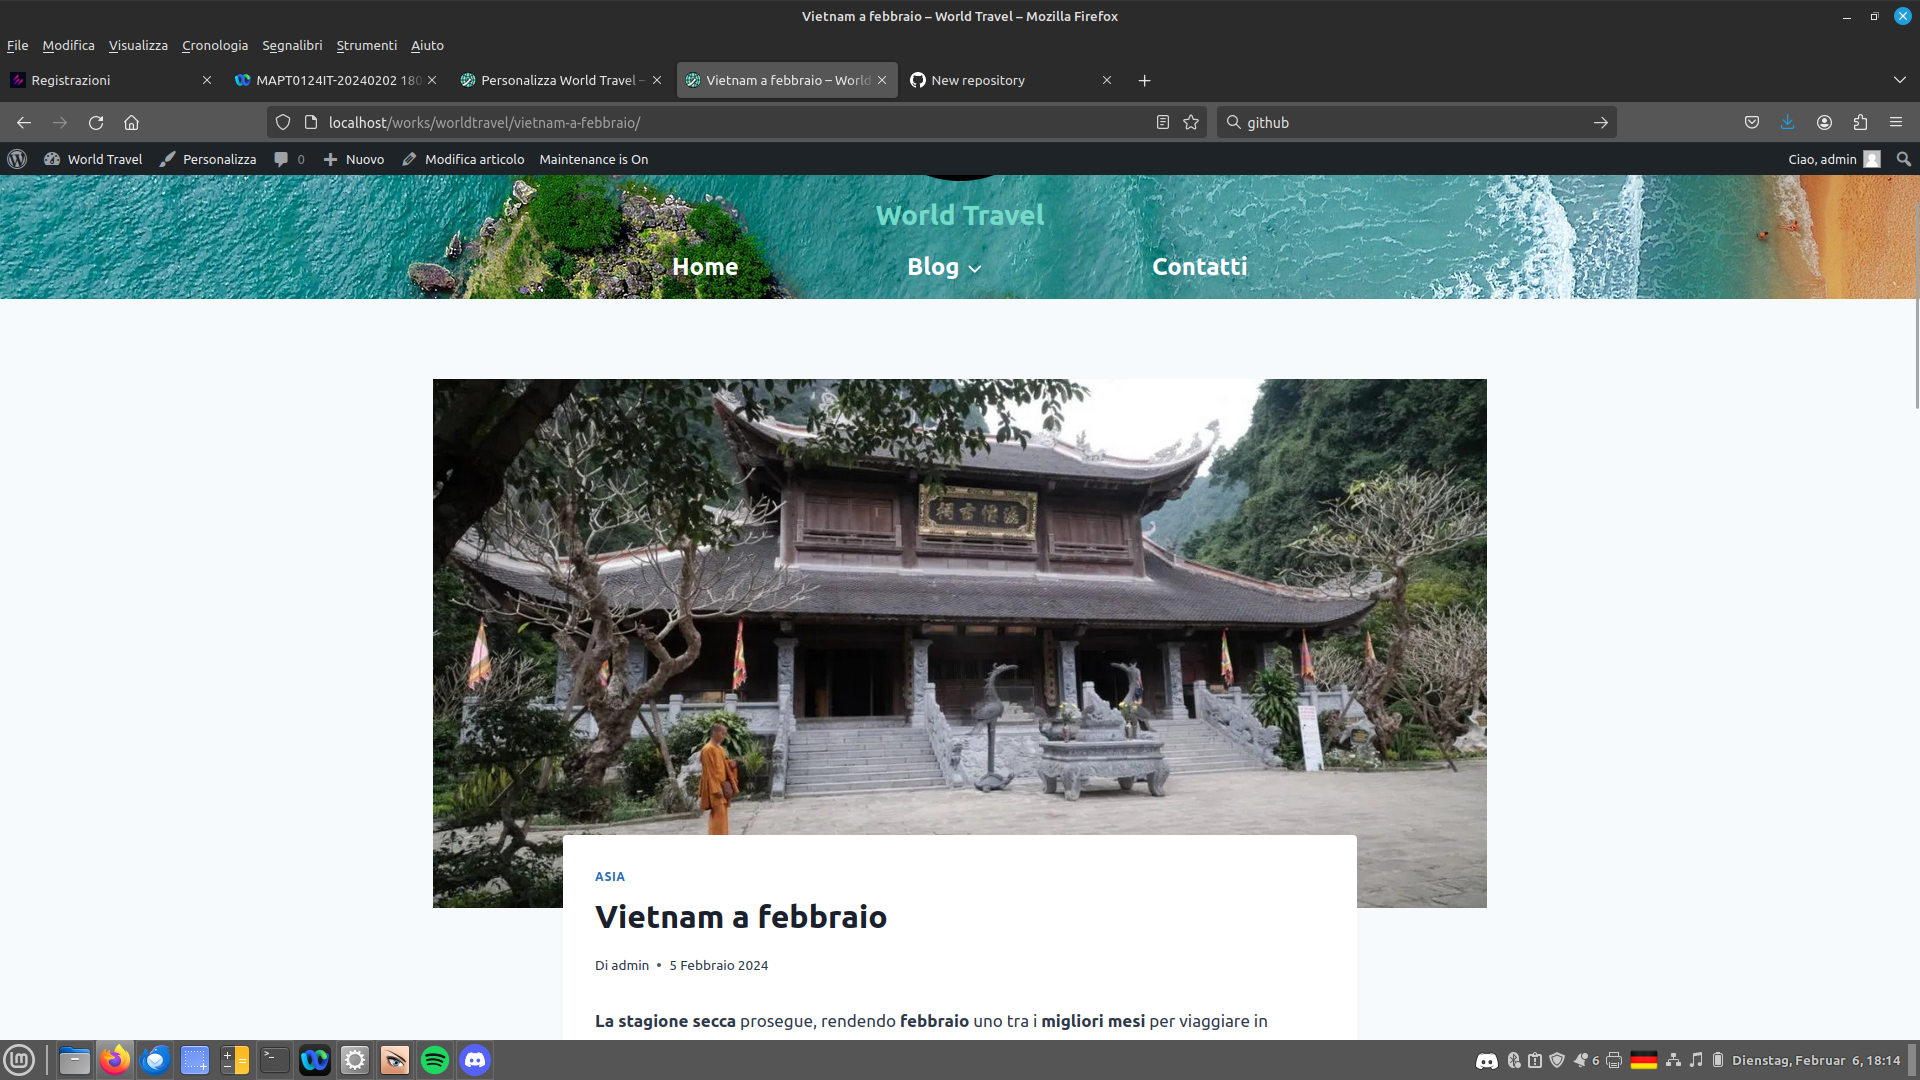 Vietnam a febbraio – World Travel – Mozilla Firefox
File Modifica Visualizza Cronologia Segnalibri Strumenti Aiuto
Registrazioni
MAPT0124IT-20240202 180
Personalizza World Travel –
Vietnam a febbraio – World
New repository
localhost/works/worldtravel/vietnam-a-febbraio/
github
World Travel Personalizza 0 Nuovo Modifica articolo Maintenance is On Ciao, admin
World Travel
Home Blog Contatti
ASIA
Vietnam a febbraio
Di admin • 5 Febbraio 2024
La stagione secca prosegue, rendendo febbraio uno tra i migliori mesi per viaggiare in
6 Dienstag, Februar 6, 18:14